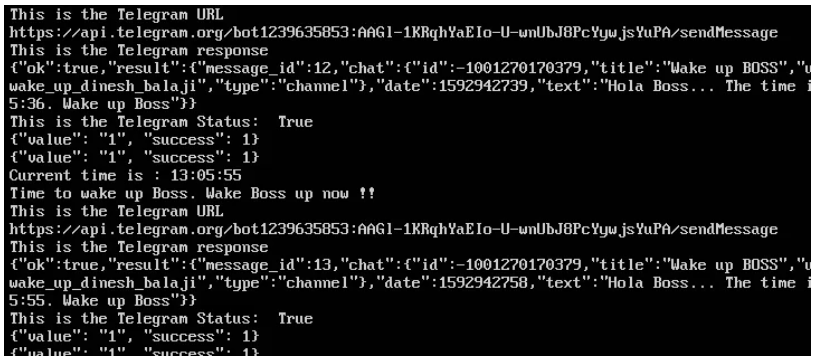 This is the Telegram URL
https://api.telegram.org/bot1239635853:AAGl-1KRqhYaEIo-U-wnUbJ8PcYywjsYuPA/sendMessage
This is the Telegram response
{"ok":true,"result":{"message_id":12,"chat":{"id":-1001270170379,"title":"Wake up BOSS","u
wake_up_dinesh_balaji","type":"channel"},"date":1592942739,"text":"Hola Boss... The time i
5:36. Wake up Boss"}}
This is the Telegram Status:  True
{"value": "1", "success": 1}
{"value": "1", "success": 1}
Current time is : 13:05:55
Time to wake up Boss. Wake Boss up now !!
This is the Telegram URL
https://api.telegram.org/bot1239635853:AAGl-1KRqhYaEIo-U-wnUbJ8PcYywjsYuPA/sendMessage
This is the Telegram response
{"ok":true,"result":{"message_id":13,"chat":{"id":-1001270170379,"title":"Wake up BOSS","u
wake_up_dinesh_balaji","type":"channel"},"date":1592942758,"text":"Hola Boss... The time i
5:55. Wake up Boss"}}
This is the Telegram Status:  True
{"value": "1", "success": 1}
{"value": "1", "success": 1}